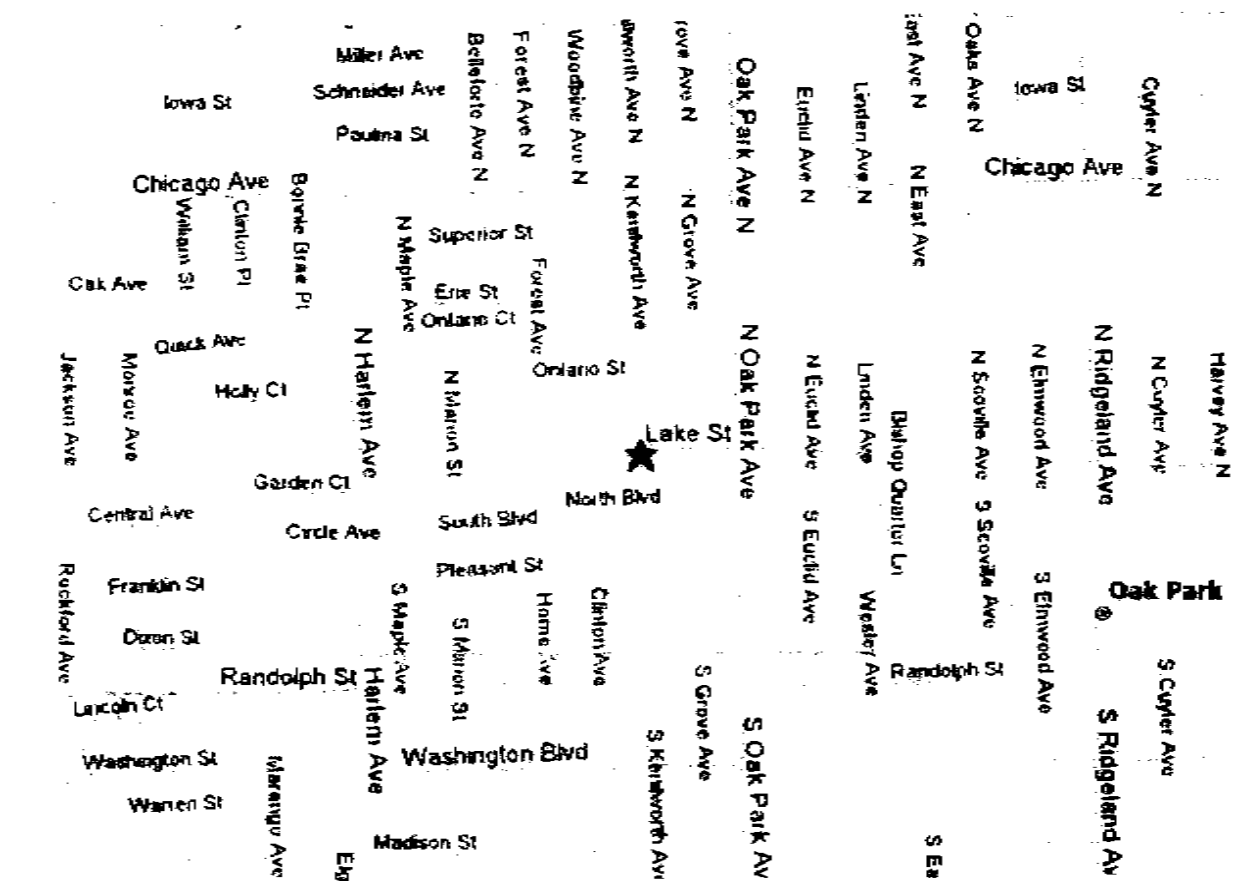 Miller Ave
Belleforte Ave N
Forest Ave N
Woodbine Ave N
Oak Park Ave N
Euclid Ave N
Linden Ave N
Oaks Ave N
Iowa St
Cuyler Ave N
Schneider Ave
Iowa St
Paulina St
Chicago Ave
Chicago Ave
Bonnie Brae Pl
William St
Clinton Pl
N Maple Ave
Superior St
N Kenilworth Ave
N Grove Ave
N East Ave
Oak Ave
Erie St
Forest Ave
Ontario Ct
Quick Ave
N Harlem Ave
Ontario St
N Oak Park Ave
N Euclid Ave
Linden Ave
N Scoville Ave
N Elmwood Ave
N Ridgeland Ave
N Cuyler Ave
Harvey Ave N
Jackson Ave
Monroe Ave
Holly Ct
N Marion St
Bishop Quarter Ln
Lake St
Garden Ct
North Blvd
Central Ave
Circle Ave
South Blvd
S Euclid Ave
S Scoville Ave
Pleasant St
Rockford Ave
Franklin St
S Maple Ave
Home Ave
Clinton Ave
Wesley Ave
S Elmwood Ave
Oak Park
Dixon St
S Marion St
Randolph St
Harlem Ave
S Grove Ave
Randolph St
S Cuyler Ave
Lincoln Ct
Washington St
Washington Blvd
S Kenilworth Av
S Oak Park Av
S Ridgeland Av
Marengo Ave
Warren St
Madison St
S Ea